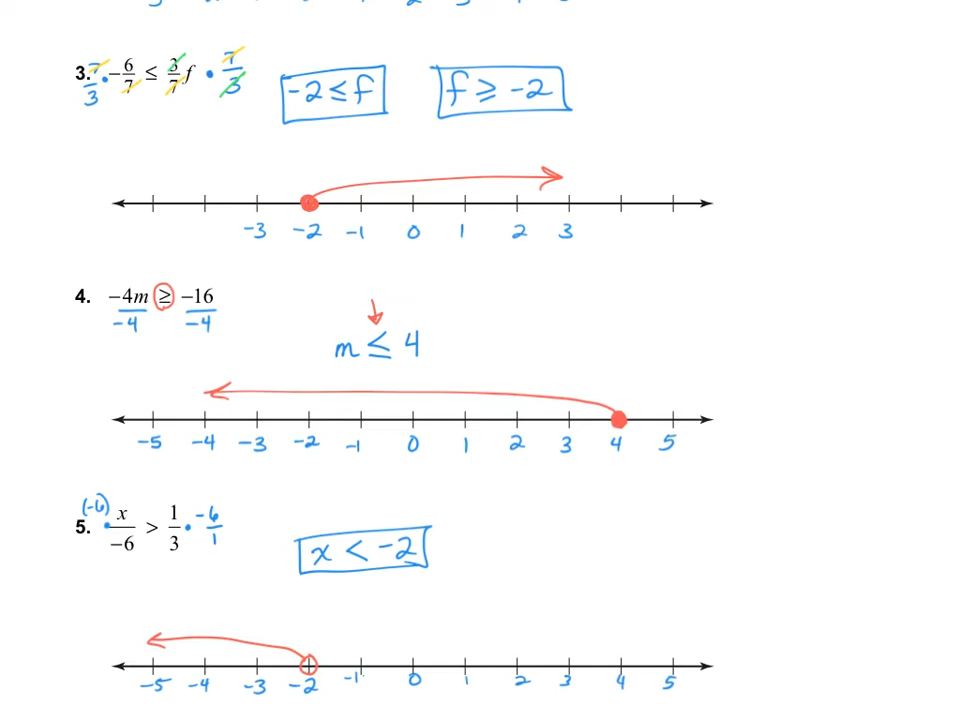 3. 7/3 · −6/7 ≤ 3/7 f · 7/3
−2 ≤ f f ≥ −2
−3 −2 −1 0 1 2 3
4. −4m ≥ −16
−4 −4
m ≤ 4
−5 −4 −3 −2 −1 0 1 2 3 4 5
5. (−6) · x/−6 > 1/3 · −6/1
x < −2
−5 −4 −3 −2 −1 0 1 2 3 4 5